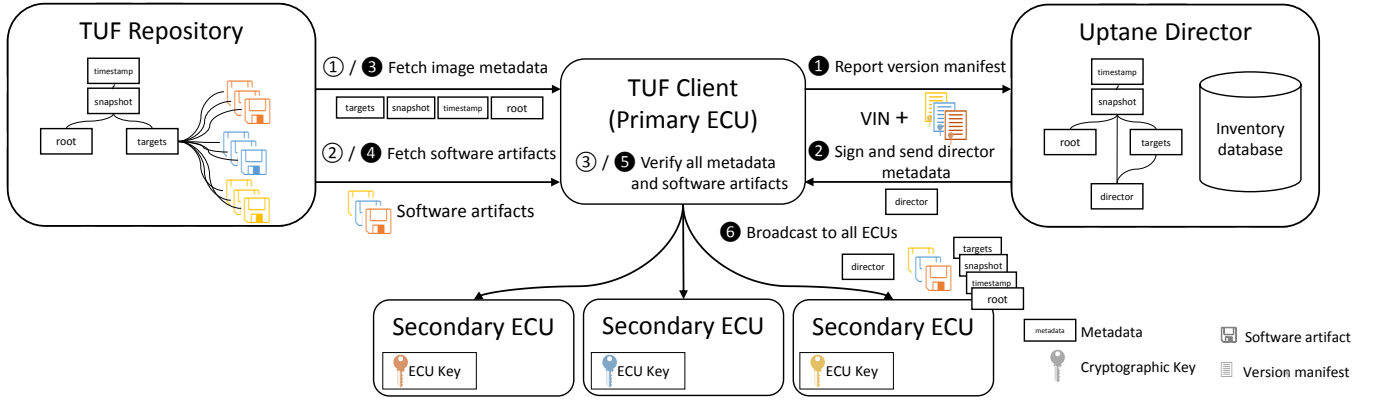 TUF Repository
timestamp
snapshot
root
targets
① / ❸ Fetch image metadata
targets
snapshot
timestamp
root
② / ❹ Fetch software artifacts
Software artifacts
TUF Client
(Primary ECU)
③ / ❺ Verify all metadata
and software artifacts
❶ Report version manifest
VIN +
❷ Sign and send director
metadata
director
Uptane Director
timestamp
snapshot
root
targets
director
Inventory
database
❻ Broadcast to all ECUs
director
targets
snapshot
timestamp
root
Secondary ECU
ECU Key
Secondary ECU
ECU Key
Secondary ECU
ECU Key
metadata
Metadata
Software artifact
Cryptographic Key
Version manifest